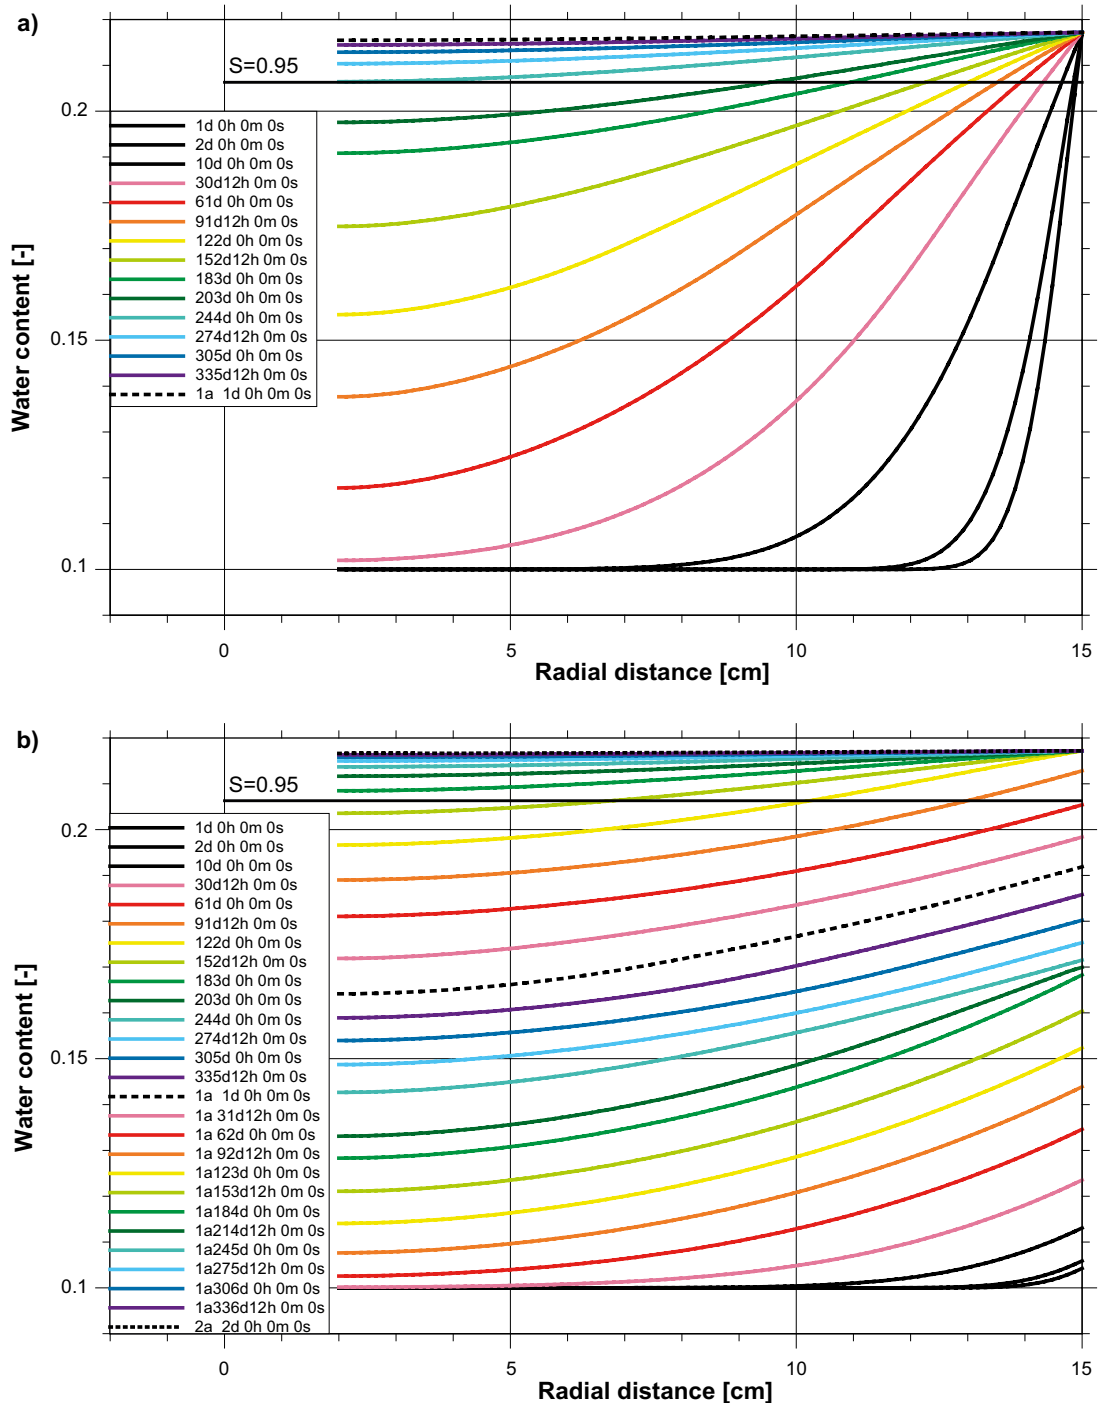 a)
S=0.95
0.2
1d 0h 0m 0s
2d 0h 0m 0s
10d 0h 0m 0s
30d12h 0m 0s
61d 0h 0m 0s
91d12h 0m 0s
122d 0h 0m 0s
152d12h 0m 0s
183d 0h 0m 0s
203d 0h 0m 0s
244d 0h 0m 0s
274d12h 0m 0s
305d 0h 0m 0s
335d12h 0m 0s
1a 1d 0h 0m 0s
Water content [-]
0.15
0.1
0 5 10 15
Radial distance [cm]
b)
S=0.95
0.2
1d 0h 0m 0s
2d 0h 0m 0s
10d 0h 0m 0s
30d12h 0m 0s
61d 0h 0m 0s
91d12h 0m 0s
122d 0h 0m 0s
152d12h 0m 0s
183d 0h 0m 0s
203d 0h 0m 0s
244d 0h 0m 0s
274d12h 0m 0s
305d 0h 0m 0s
335d12h 0m 0s
1a 1d 0h 0m 0s
1a 31d12h 0m 0s
1a 62d 0h 0m 0s
1a 92d12h 0m 0s
1a123d 0h 0m 0s
1a153d12h 0m 0s
1a184d 0h 0m 0s
1a214d12h 0m 0s
1a245d 0h 0m 0s
1a275d12h 0m 0s
1a306d 0h 0m 0s
1a336d12h 0m 0s
2a 2d 0h 0m 0s
Water content [-]
0.15
0.1
0 5 10 15
Radial distance [cm]